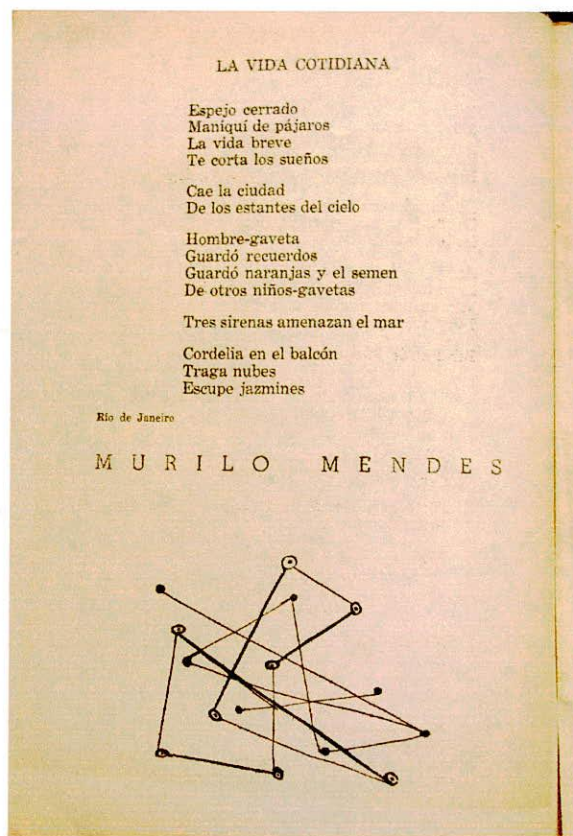 LA VIDA COTIDIANA
Espejo cerrado
Maniquí de pájaros
La vida breve
Te corta los sueños
Cae la ciudad
De los estantes del cielo
Hombre-gaveta
Guardó recuerdos
Guardó naranjas y el semen
De otros niños-gavetas
Tres sirenas amenazan el mar
Cordelia en el balcón
Traga nubes
Escupe jazmines
Río de Janeiro
MURILO MENDES